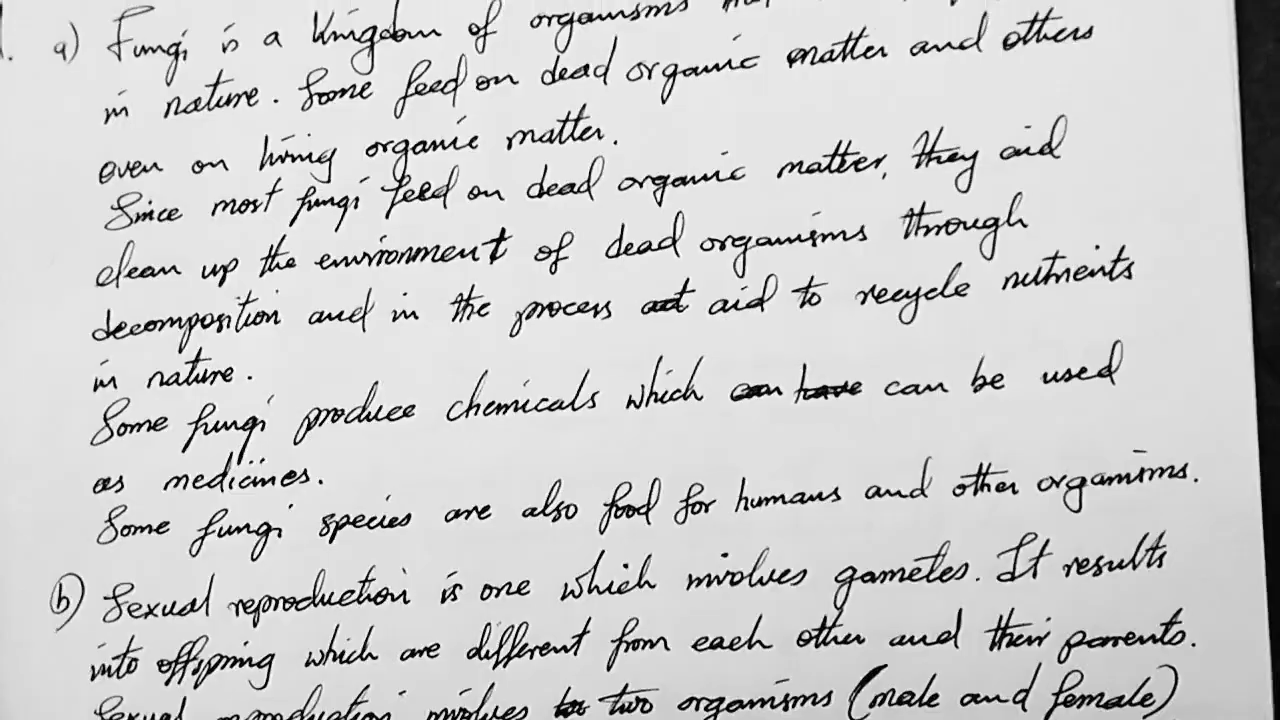 a) Fungi is a kingdom of organisms
in nature. Some feed on dead organic matter and others
even on living organic matter.
Since most fungi feed on dead organic matter, they aid
clean up the environment of dead organisms through
decomposition and in the process aid to recycle nutrients
in nature.
Some fungi produce chemicals which can have can be used
as medicines.
Some fungi species are also food for humans and other organisms.
b) Sexual reproduction is one which involves gametes. It results
into offspring which are different from each other and their parents.
Sexual reproduction involves two organisms (male and female)